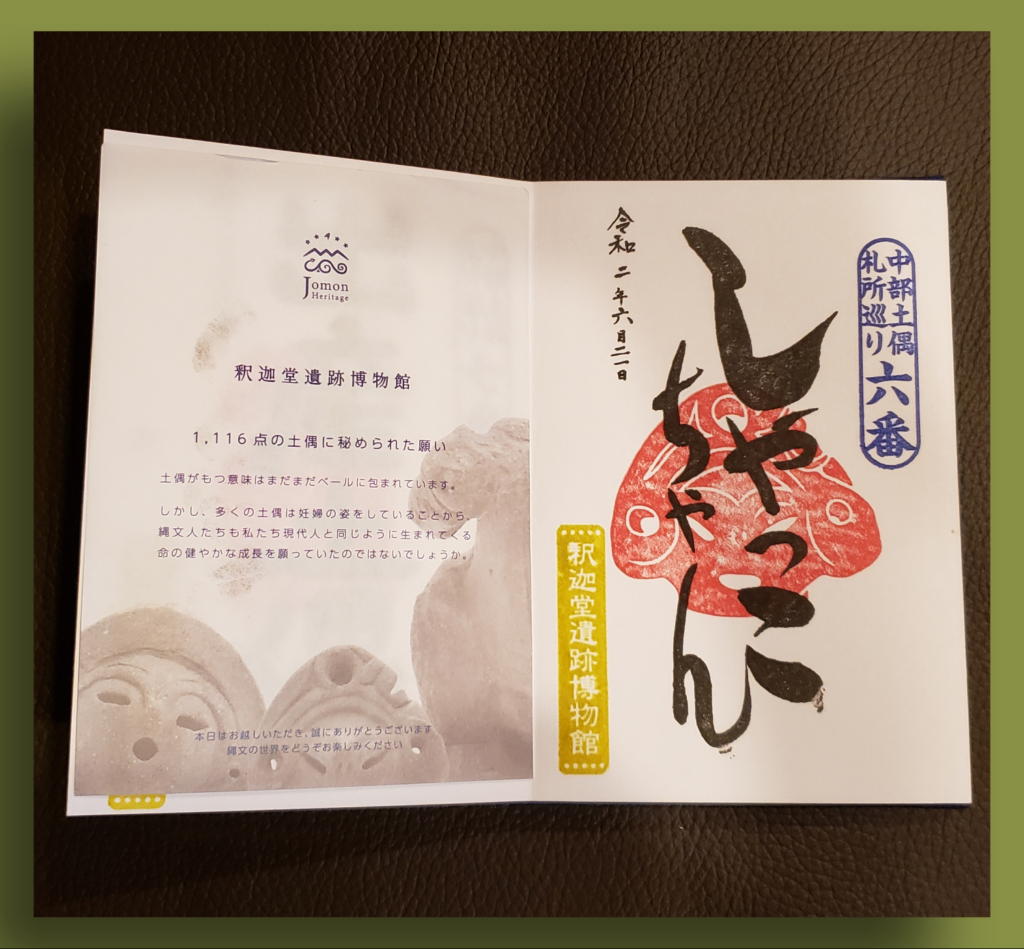 Jomon
Heritage
釈迦堂遺跡博物館
1,116点の土偶に秘められた願い
土偶がもつ意味はまだまだベールに包まれています。
しかし、多くの土偶は妊婦の姿をしていることから、
縄文人たちも私たち現代人と同じように生まれてくる
命の健やかな成長を願っていたのではないでしょうか。
本日はお越しいただき、誠にありがとうございます
縄文の世界をどうぞお楽しみください
中部土偶
札所巡り
六番
しゃっこ
ちゃん
令和二年六月二一日
釈迦堂遺跡博物館